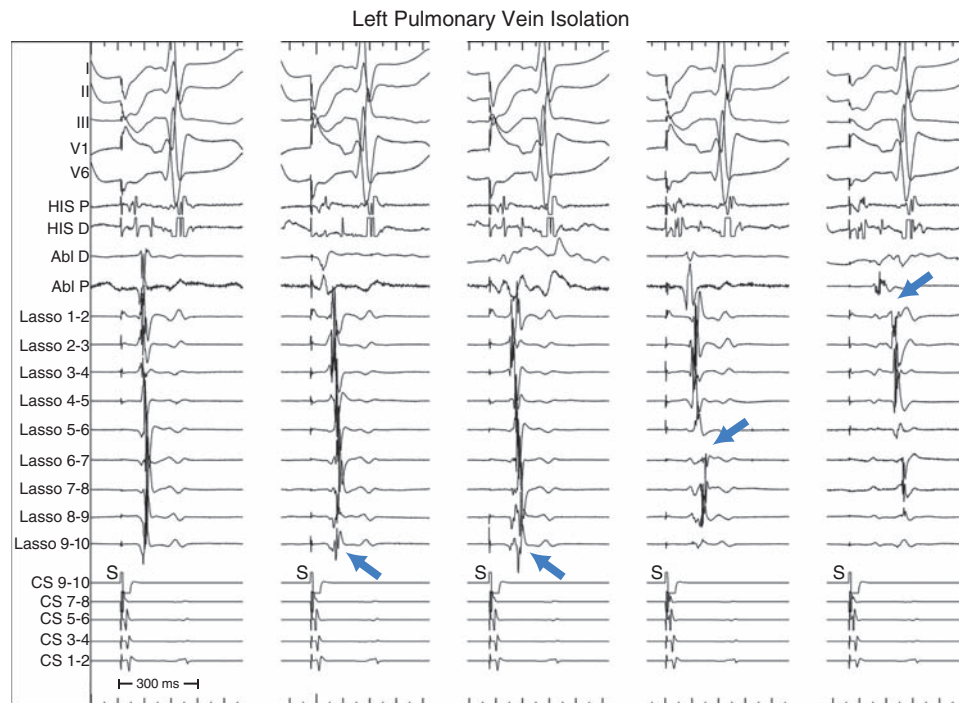 Left Pulmonary Vein Isolation
I
II
III
V1
V6
HIS P
HIS D
Abl D
Abl P
Lasso 1-2
Lasso 2-3
Lasso 3-4
Lasso 4-5
Lasso 5-6
Lasso 6-7
Lasso 7-8
Lasso 8-9
Lasso 9-10
S S S S S
CS 9-10
CS 7-8
CS 5-6
CS 3-4
CS 1-2
300 ms